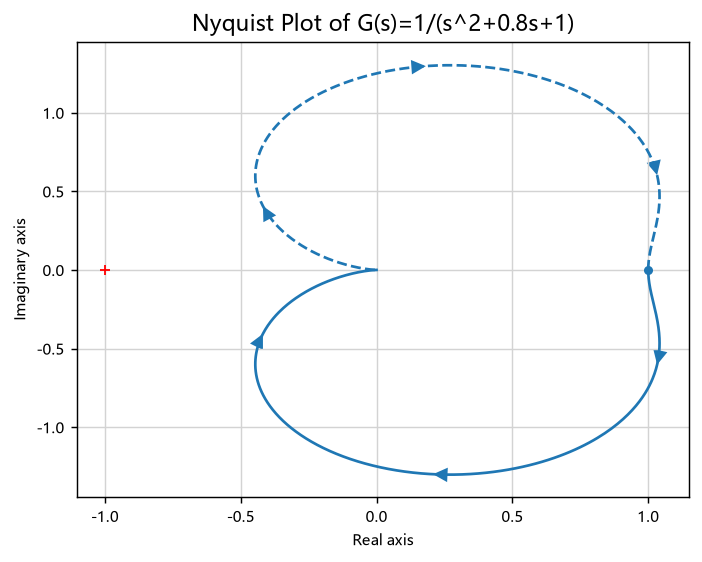 Nyquist Plot of G(s)=1/(s^2+0.8s+1)
Imaginary axis
1.0
0.5
0.0
-0.5
-1.0
-1.0 -0.5 0.0 0.5 1.0
Real axis